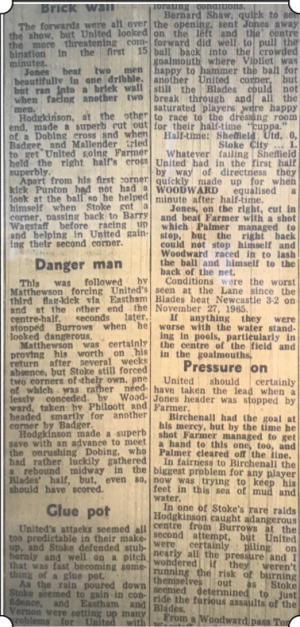 Brick wall
The forwards were all over
the show, but United looked
the more threatening com-
bination in the first 15
minutes.
Jones beat two men
beautifully in one dribble,
but ran into a brick wall
when facing another two
men.
Hodgkinson, at the other
end, made a superb cut out
of a Dobing cross and when
Badger, and Mallender tried
to get United going Farmer
held the right half's cross
superbly.
Apart from his first corner
kick Punton had not had a
look at the ball so he helped
himself when Stoke got a
corner, passing back to Barry
Wagstaff before racing up
and helping in United gain-
ing their second corner.
Danger man
This was followed by
Matthewson forcing United's
third flag-kick via Eastham
and at the other end the
centre-half, seconds later,
stopped Burrows when he
looked dangerous.
Matthewson was certainly
proving his worth on his
return after several weeks
absence, but Stoke still forced
two corners of their own, one
of which was rather need-
lessly conceded by Wood-
ward, taken by Philpott and
headed smartly for another
corner by Badger.
Hodgkinson made a superb
save with an advance to meet
the onrushing Dobing, who
had rather luckily gathered
a rebound midway in the
Blades' half, but, even so,
should have scored.
Glue pot
United's attacks seemed all
too predictable in their make-
up, and Stoke defended stub-
bornly and well on a pitch
that was fast becoming some-
thing of a glue pot.
As the rain poured down
Stoke seemed to gain in con-
fidence, and Eastham and
Vernon were setting up many
problems for United with
conditions.
Bernard Shaw, quick to see
the opening, sent Jones away
on the left and the centre
forward did well to pull the
ball back into the crowded
goalmouth where Violet was
happy to hammer the ball for
another United corner, but
still the Blades could not
break through and all the
saturated players were happy
to race to the dressing room
for their half-time "cuppa."
Half-time: Sheffield Utd. 0,
Stoke City ... 1.
Whatever failing Sheffield
United had in the first half
by way of directness they
quickly made up for when
WOODWARD equalised a
minute after half-time.
Jones, on the right, cut in
and beat Farmer with a shot
which Palmer managed to
stop, but the right back
could not stop himself and
Woodward raced in to lash
the ball and himself to the
back of the net.
Conditions were the worst
seen at the Lane since the
Blades beat Newcastle 3-2 on
November 27, 1965.
If anything they were
worse with the water stand-
ing in pools, particularly in
the centre of the field and
in the goalmouths.
Pressure on
United should certainly
have taken the lead when a
Jones header was stopped by
Farmer.
Birchenall had the goal at
his mercy, but by the time he
shot Farmer managed to get
a hand to this one, too, and
Palmer cleared off the line.
In fairness to Birchenall the
biggest problem for any player
now was trying to keep his
feet in this sea of mud and
water.
In one of Stoke's rare raids
Hodgkinson caught a dangerous
centre from Burrows at the
second attempt, but United
were certainly piling on
nearly all the pressure and I
wondered if they weren't
running the risk of burning
themselves out as Stoke
seemed determined to just
ride the furious assaults of the
Blades.
From a Woodward pass